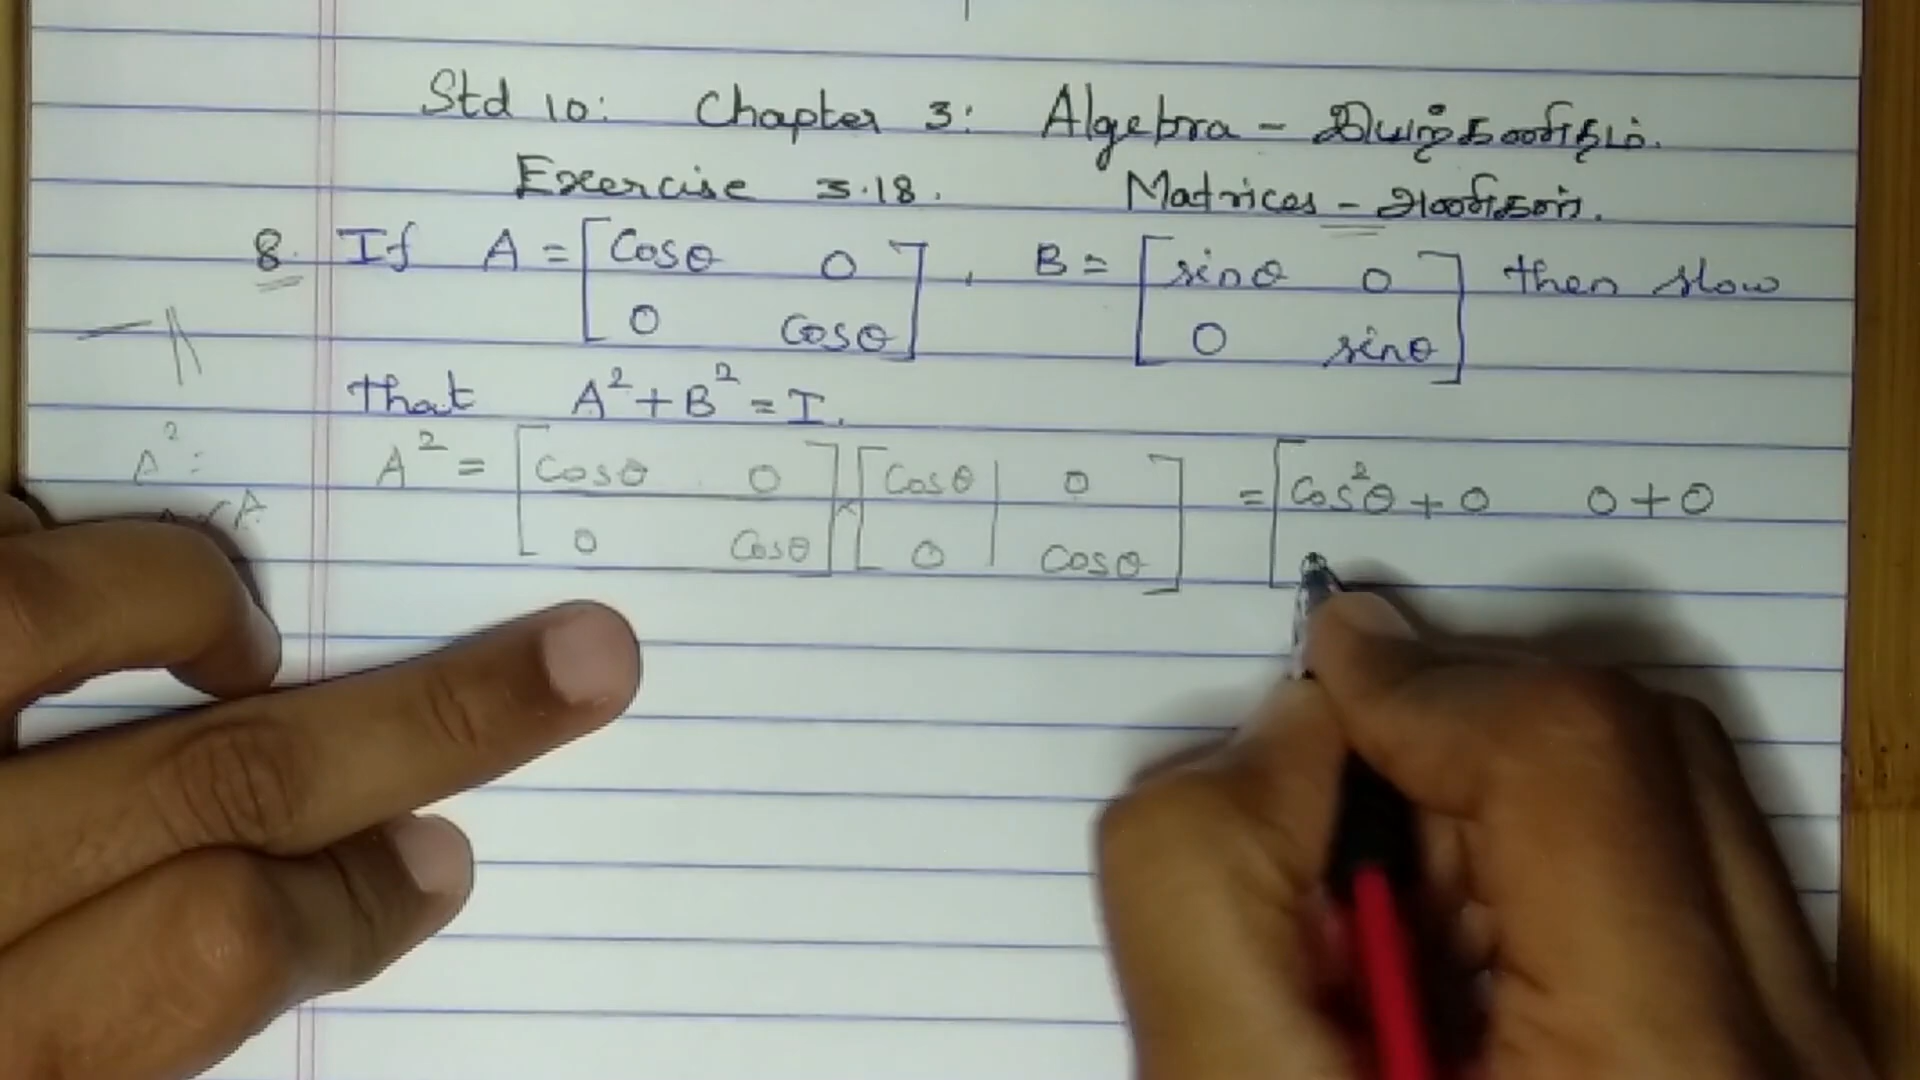 Std 10: Chapter 3: Algebra - இயற்கணிதம்.
Exercise 3.18. Matrices - அணிகள்.
8. If A = [cosθ 0 , B = [sinθ 0 then show
0 cosθ] 0 sinθ]
that A² + B² = I.
A² = A² = [cosθ 0 × [cosθ 0 = [cos²θ + 0 0 + 0
A × A 0 cosθ] 0 cosθ] 0